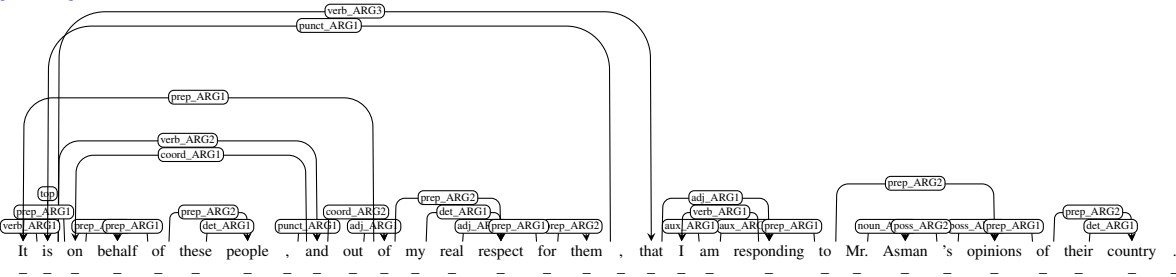 verb_ARG3
punct_ARG1
prep_ARG1
verb_ARG2
coord_ARG1
prep_ARG2 adj_ARG1
top prep_ARG2
prep_ARG1 prep_ARG2 coord_ARG2 det_ARG1 verb_ARG1 prep_ARG2
verb_ARG1 prep_ARG1 det_ARG1 punct_ARG1 adj_ARG1 prep_ARG1 aux_ARG1 prep_ARG1 poss_ARG2 prep_ARG1 det_ARG1
It is on behalf of these people , and out of my real respect for them , that I am responding to Mr. Asman 's opinions of their country